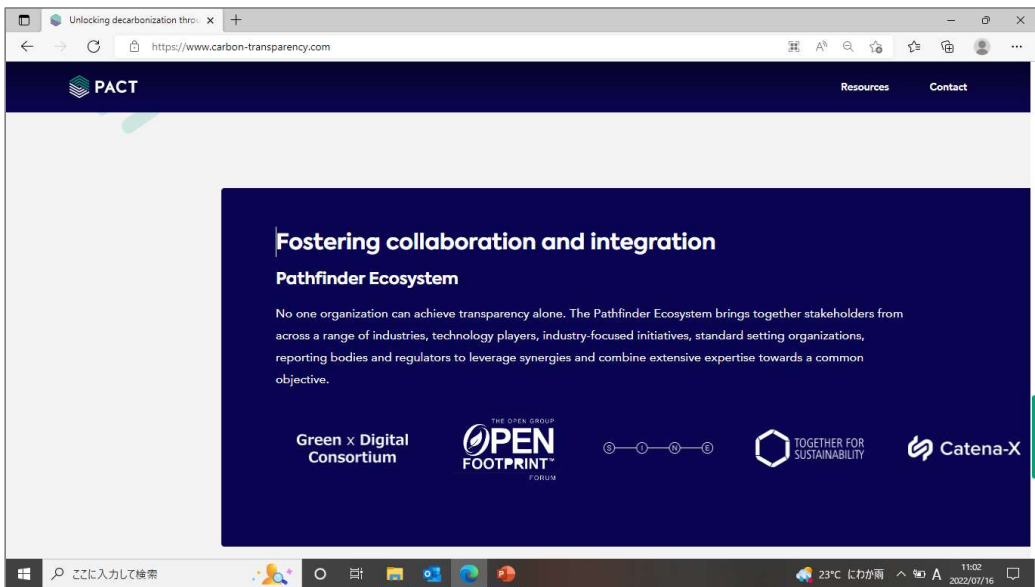 Unlocking decarbonization throu
https://www.carbon-transparency.com
PACT
Resources
Contact
Fostering collaboration and integration
Pathfinder Ecosystem
No one organization can achieve transparency alone. The Pathfinder Ecosystem brings together stakeholders from
across a range of industries, technology players, industry-focused initiatives, standard setting organizations,
reporting bodies and regulators to leverage synergies and combine extensive expertise towards a common
objective.
Green x Digital
Consortium
THE OPEN GROUP
OPEN
FOOTPRINT™
FORUM
S I N E
TOGETHER FOR
SUSTAINABILITY
Catena-X
ここに入力して検索
23°C にわか雨
A
11:02
2022/07/16